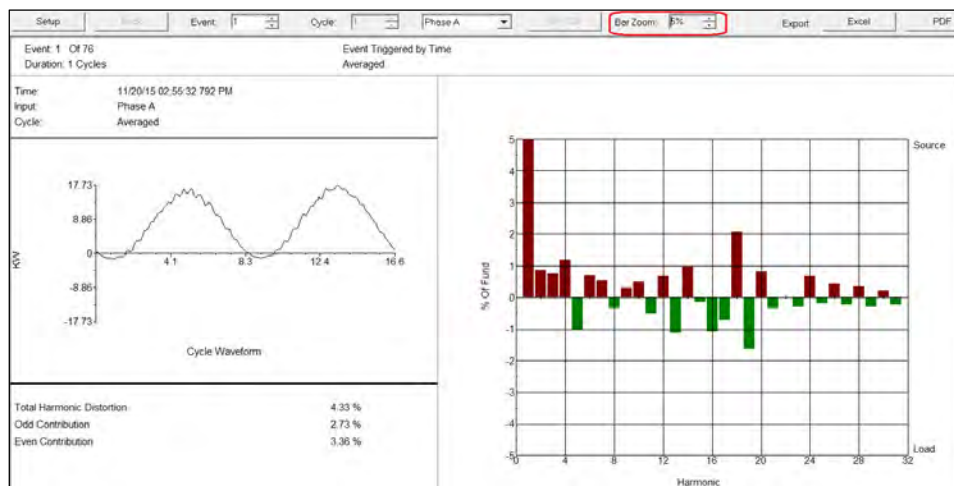 Setup Event: 1 Cycle: 1 Phase A Bar Zoom: 5% Export Excel PDF
Event: 1 Of 76 Event Triggered by Time
Duration: 1 Cycles Averaged
Time: 11/20/15 02:55:32 792 PM
Input: Phase A
Cycle: Averaged
17.73
8.86
0
-8.86
-17.73
KW
4.1 8.3 12.4 16.6
Cycle Waveform
Total Harmonic Distortion 4.33 %
Odd Contribution 2.73 %
Even Contribution 3.36 %
5 Source
4
3
2
1
0
-1
-2
-3
-4
-5 Load
% Of Fund
0 4 8 12 16 20 24 28 32
Harmonic